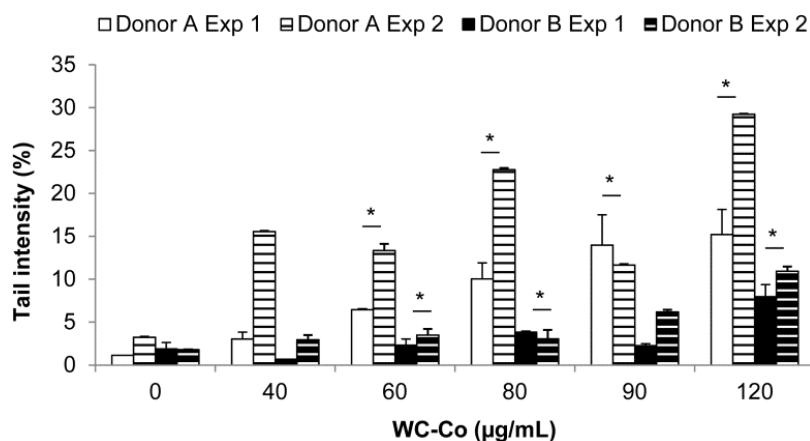 Donor A Exp 1 Donor A Exp 2 Donor B Exp 1 Donor B Exp 2
35
30
25
20
15
10
5
0
Tail intensity (%)
* * * * * * * *
0 40 60 80 90 120
WC-Co (µg/mL)